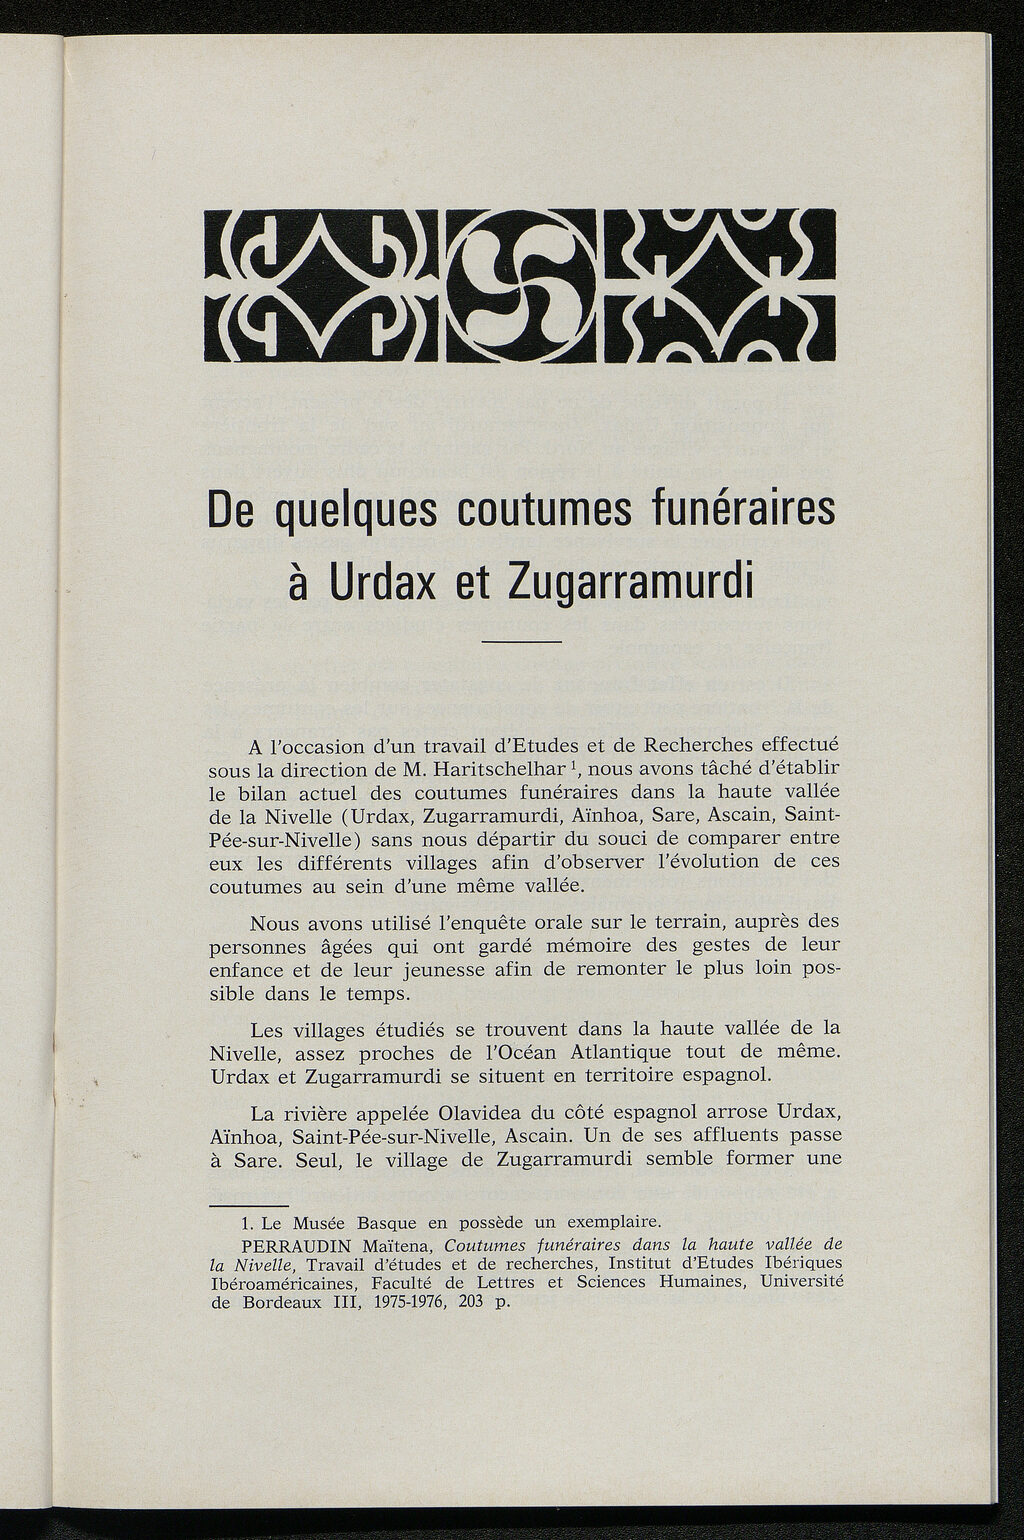 De quelques coutumes funéraires
à Urdax et Zugarramurdi
A l'occasion d'un travail d'Etudes et de Recherches effectué
sous la direction de M. Haritschelhar ¹, nous avons tâché d'établir
le bilan actuel des coutumes funéraires dans la haute vallée
de la Nivelle (Urdax, Zugarramurdi, Aïnhoa, Sare, Ascain, Saint-
Pée-sur-Nivelle) sans nous départir du souci de comparer entre
eux les différents villages afin d'observer l'évolution de ces
coutumes au sein d'une même vallée.
Nous avons utilisé l'enquête orale sur le terrain, auprès des
personnes âgées qui ont gardé mémoire des gestes de leur
enfance et de leur jeunesse afin de remonter le plus loin pos-
sible dans le temps.
Les villages étudiés se trouvent dans la haute vallée de la
Nivelle, assez proches de l'Océan Atlantique tout de même.
Urdax et Zugarramurdi se situent en territoire espagnol.
La rivière appelée Olavidea du côté espagnol arrose Urdax,
Aïnhoa, Saint-Pée-sur-Nivelle, Ascain. Un de ses affluents passe
à Sare. Seul, le village de Zugarramurdi semble former une
1. Le Musée Basque en possède un exemplaire.
PERRAUDIN Maïtena, Coutumes funéraires dans la haute vallée de
la Nivelle, Travail d'études et de recherches, Institut d'Etudes Ibériques
Ibéroaméricaines, Faculté de Lettres et Sciences Humaines, Université
de Bordeaux III, 1975-1976, 203 p.